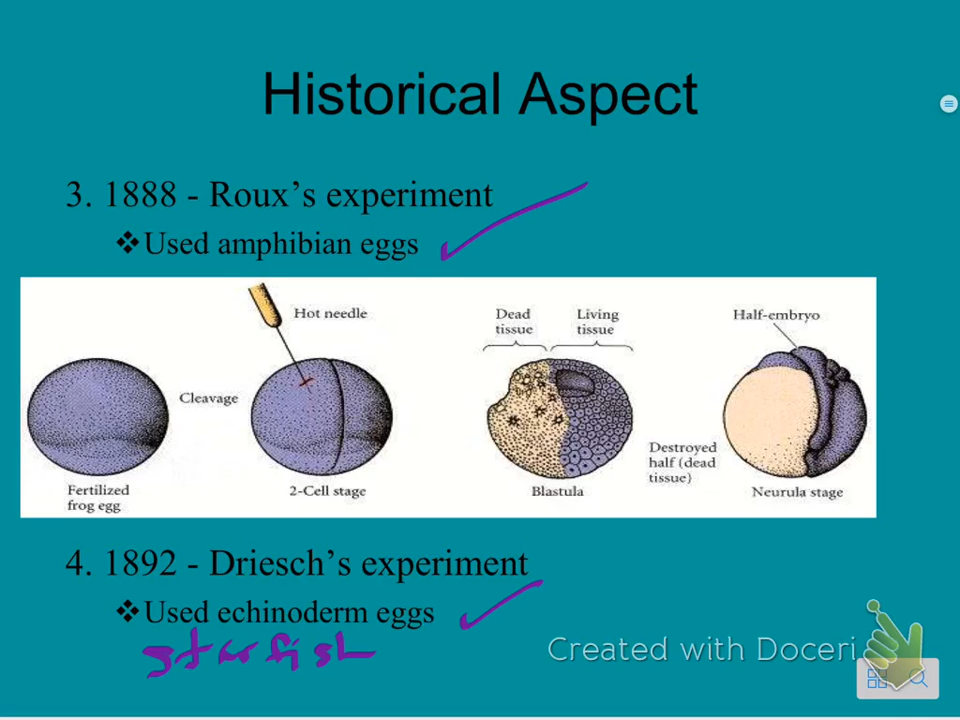 Historical Aspect
3. 1888 - Roux’s experiment
❖Used amphibian eggs
Hot needle
Dead tissue
Living tissue
Half-embryo
Cleavage
Destroyed half (dead tissue)
Fertilized frog egg
2-Cell stage
Blastula
Neurula stage
4. 1892 - Driesch’s experiment
❖Used echinoderm eggs
starfish
Created with Doceri